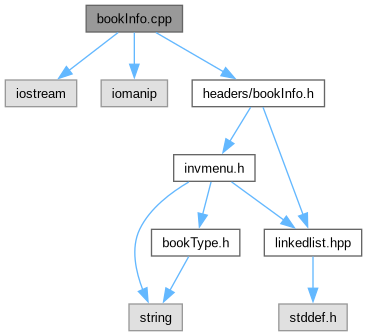 bookInfo.cpp
iostream
iomanip
headers/bookInfo.h
invmenu.h
bookType.h
linkedlist.hpp
string
stddef.h